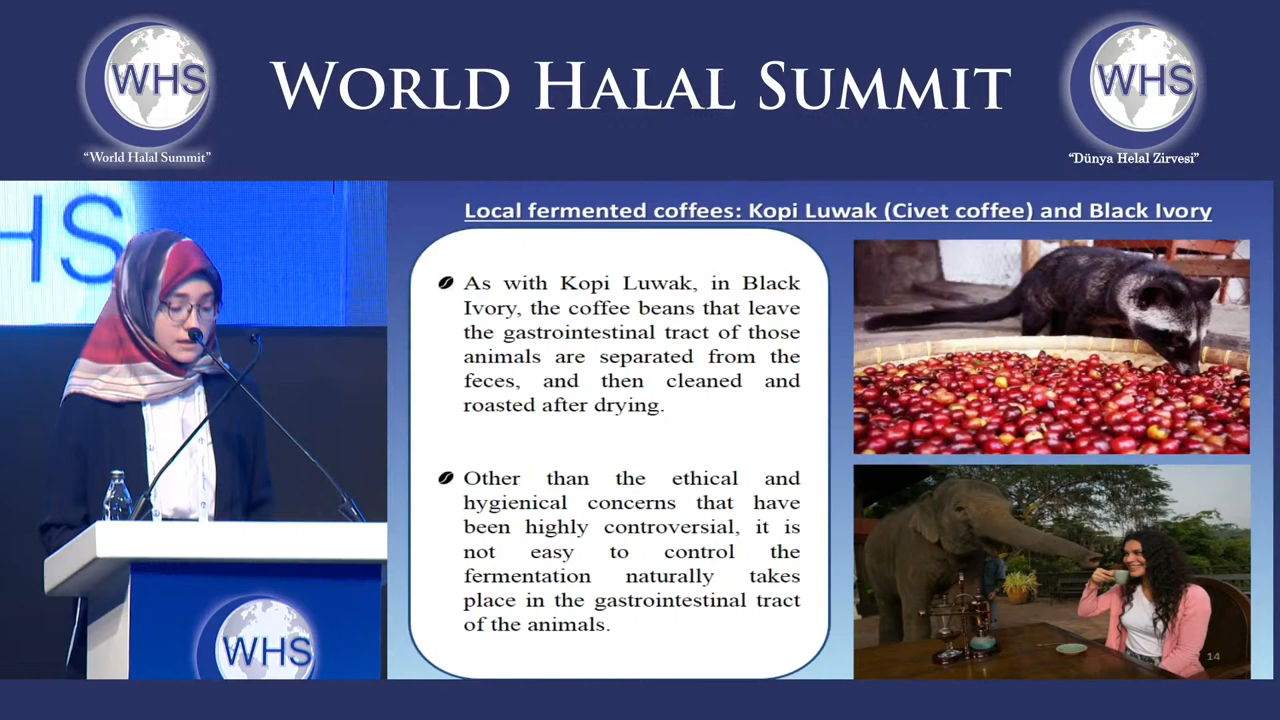 WHS
WORLD HALAL SUMMIT
WHS
“World Halal Summit”
“Dünya Helal Zirvesi”
HS
Local fermented coffees: Kopi Luwak (Civet coffee) and Black Ivory
As with Kopi Luwak, in Black
Ivory, the coffee beans that leave
the gastrointestinal tract of those
animals are separated from the
feces, and then cleaned and
roasted after drying.
Other than the ethical and
hygienical concerns that have
been highly controversial, it is
not easy to control the
fermentation naturally takes
place in the gastrointestinal tract
of the animals.
14
WHS